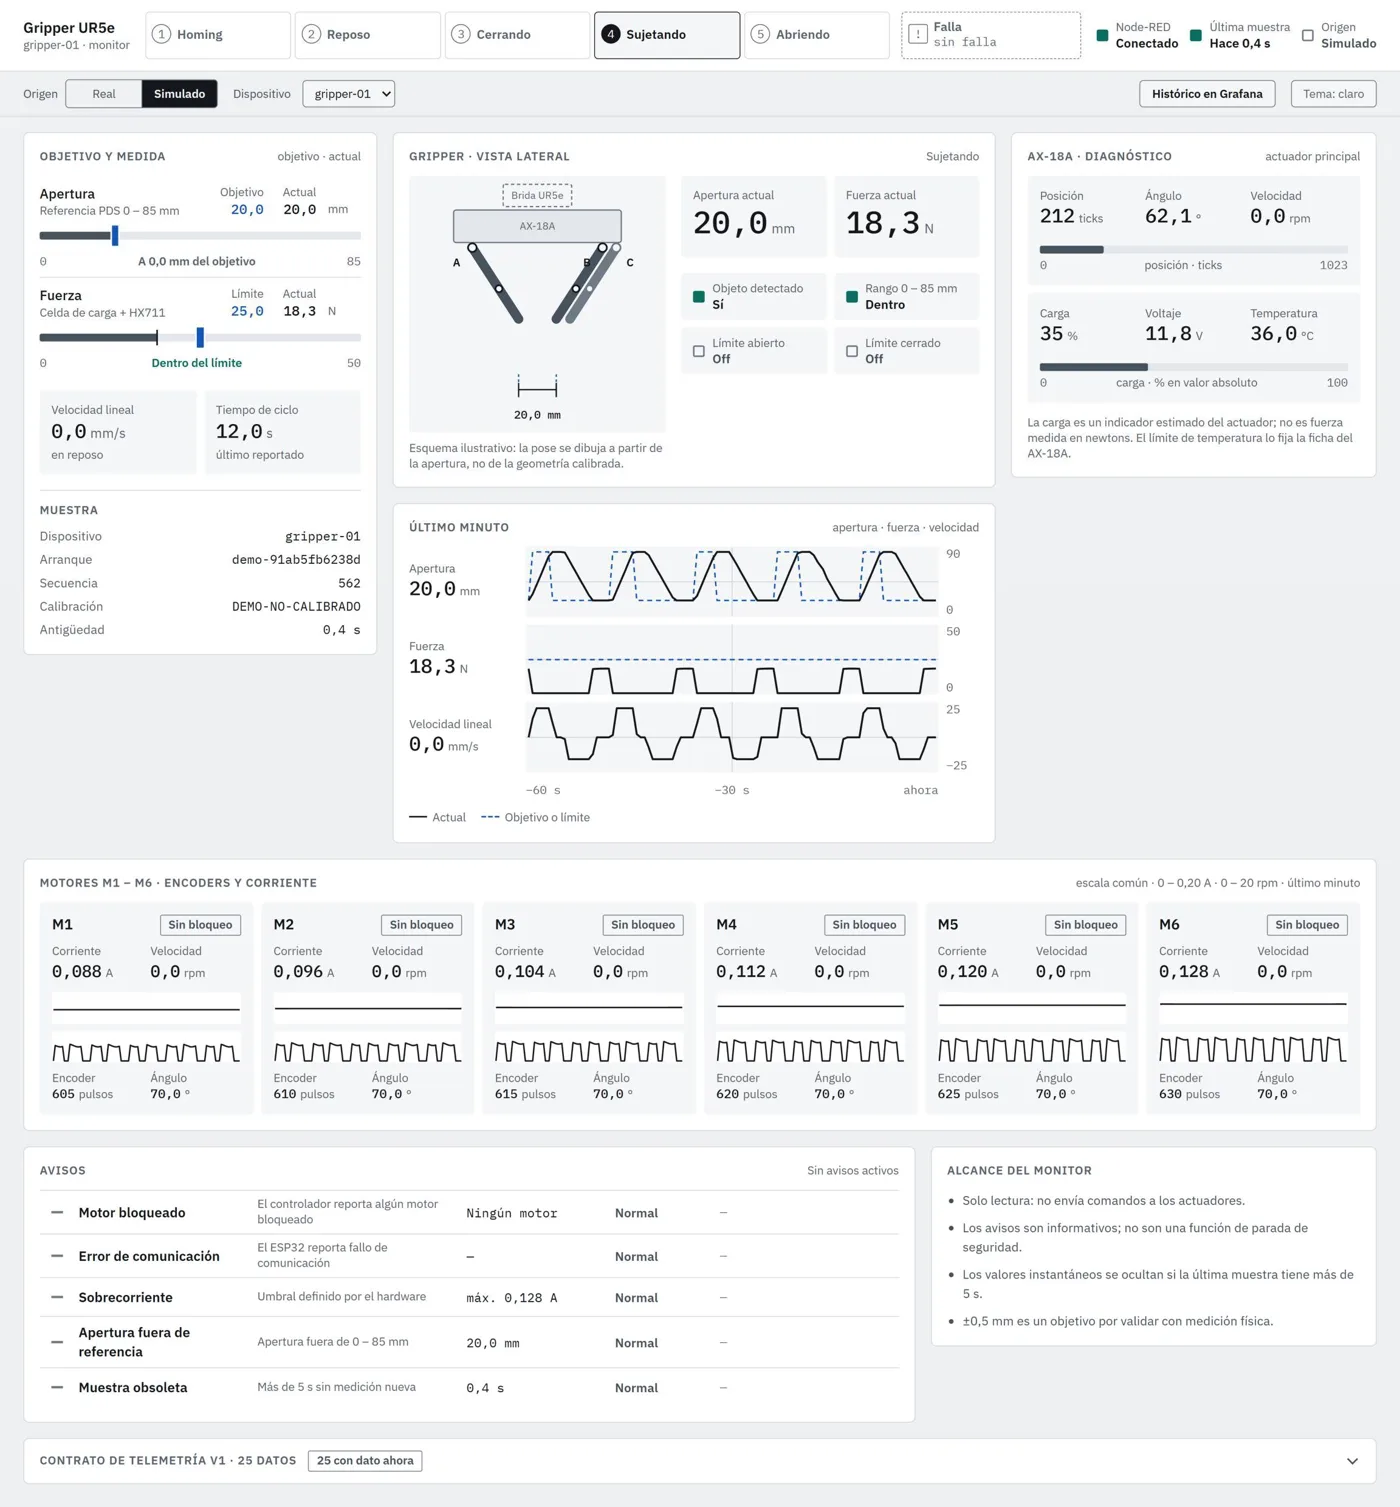 Gripper UR5e
gripper-01 · monitor
1 Homing
2 Reposo
3 Cerrando
4 Sujetando
5 Abriendo
! Falla
sin falla
Node-RED
Conectado
Última muestra
Hace 0,4 s
Origen
Simulado
Origen
Real
Simulado
Dispositivo
gripper-01
Histórico en Grafana
Tema: claro
OBJETIVO Y MEDIDA
objetivo · actual
Apertura
Referencia PDS 0 – 85 mm
Objetivo
20,0
Actual
20,0 mm
0
A 0,0 mm del objetivo
85
Fuerza
Celda de carga + HX711
Límite
25,0
Actual
18,3 N
0
Dentro del límite
50
Velocidad lineal
0,0 mm/s
en reposo
Tiempo de ciclo
12,0 s
último reportado
MUESTRA
Dispositivo gripper-01
Arranque demo-91ab5fb6238d
Secuencia 562
Calibración DEMO-NO-CALIBRADO
Antigüedad 0,4 s
GRIPPER · VISTA LATERAL
Sujetando
Brida UR5e
AX-18A
A
B
C
20,0 mm
Esquema ilustrativo: la pose se dibuja a partir de
la apertura, no de la geometría calibrada.
Apertura actual
20,0 mm
Fuerza actual
18,3 N
Objeto detectado
Sí
Rango 0 – 85 mm
Dentro
Límite abierto
Off
Límite cerrado
Off
AX-18A · DIAGNÓSTICO
actuador principal
Posición
212 ticks
Ángulo
62,1 °
Velocidad
0,0 rpm
0
posición · ticks
1023
Carga
35 %
Voltaje
11,8 V
Temperatura
36,0 °C
0
carga · % en valor absoluto
100
La carga es un indicador estimado del actuador; no es fuerza
medida en newtons. El límite de temperatura lo fija la ficha del
AX-18A.
ÚLTIMO MINUTO
apertura · fuerza · velocidad
Apertura
20,0 mm
90
0
Fuerza
18,3 N
50
0
Velocidad lineal
0,0 mm/s
25
−25
−60 s
−30 s
ahora
Actual
Objetivo o límite
MOTORES M1 – M6 · ENCODERS Y CORRIENTE
escala común · 0 – 0,20 A · 0 – 20 rpm · último minuto
M1
Sin bloqueo
Corriente
0,088 A
Velocidad
0,0 rpm
Encoder
605 pulsos
Ángulo
70,0 °
M2
Sin bloqueo
Corriente
0,096 A
Velocidad
0,0 rpm
Encoder
610 pulsos
Ángulo
70,0 °
M3
Sin bloqueo
Corriente
0,104 A
Velocidad
0,0 rpm
Encoder
615 pulsos
Ángulo
70,0 °
M4
Sin bloqueo
Corriente
0,112 A
Velocidad
0,0 rpm
Encoder
620 pulsos
Ángulo
70,0 °
M5
Sin bloqueo
Corriente
0,120 A
Velocidad
0,0 rpm
Encoder
625 pulsos
Ángulo
70,0 °
M6
Sin bloqueo
Corriente
0,128 A
Velocidad
0,0 rpm
Encoder
630 pulsos
Ángulo
70,0 °
AVISOS
Sin avisos activos
— Motor bloqueado
El controlador reporta algún motor
bloqueado
Ningún motor
Normal
—
— Error de comunicación
El ESP32 reporta fallo de
comunicación
—
Normal
—
— Sobrecorriente
Umbral definido por el hardware
máx. 0,128 A
Normal
—
— Apertura fuera de
referencia
Apertura fuera de 0 – 85 mm
20,0 mm
Normal
—
— Muestra obsoleta
Más de 5 s sin medición nueva
0,4 s
Normal
—
ALCANCE DEL MONITOR
• Solo lectura: no envía comandos a los actuadores.
• Los avisos son informativos; no son una función de parada de
seguridad.
• Los valores instantáneos se ocultan si la última muestra tiene más de
5 s.
• ±0,5 mm es un objetivo por validar con medición física.
CONTRATO DE TELEMETRÍA V1 · 25 DATOS
25 con dato ahora